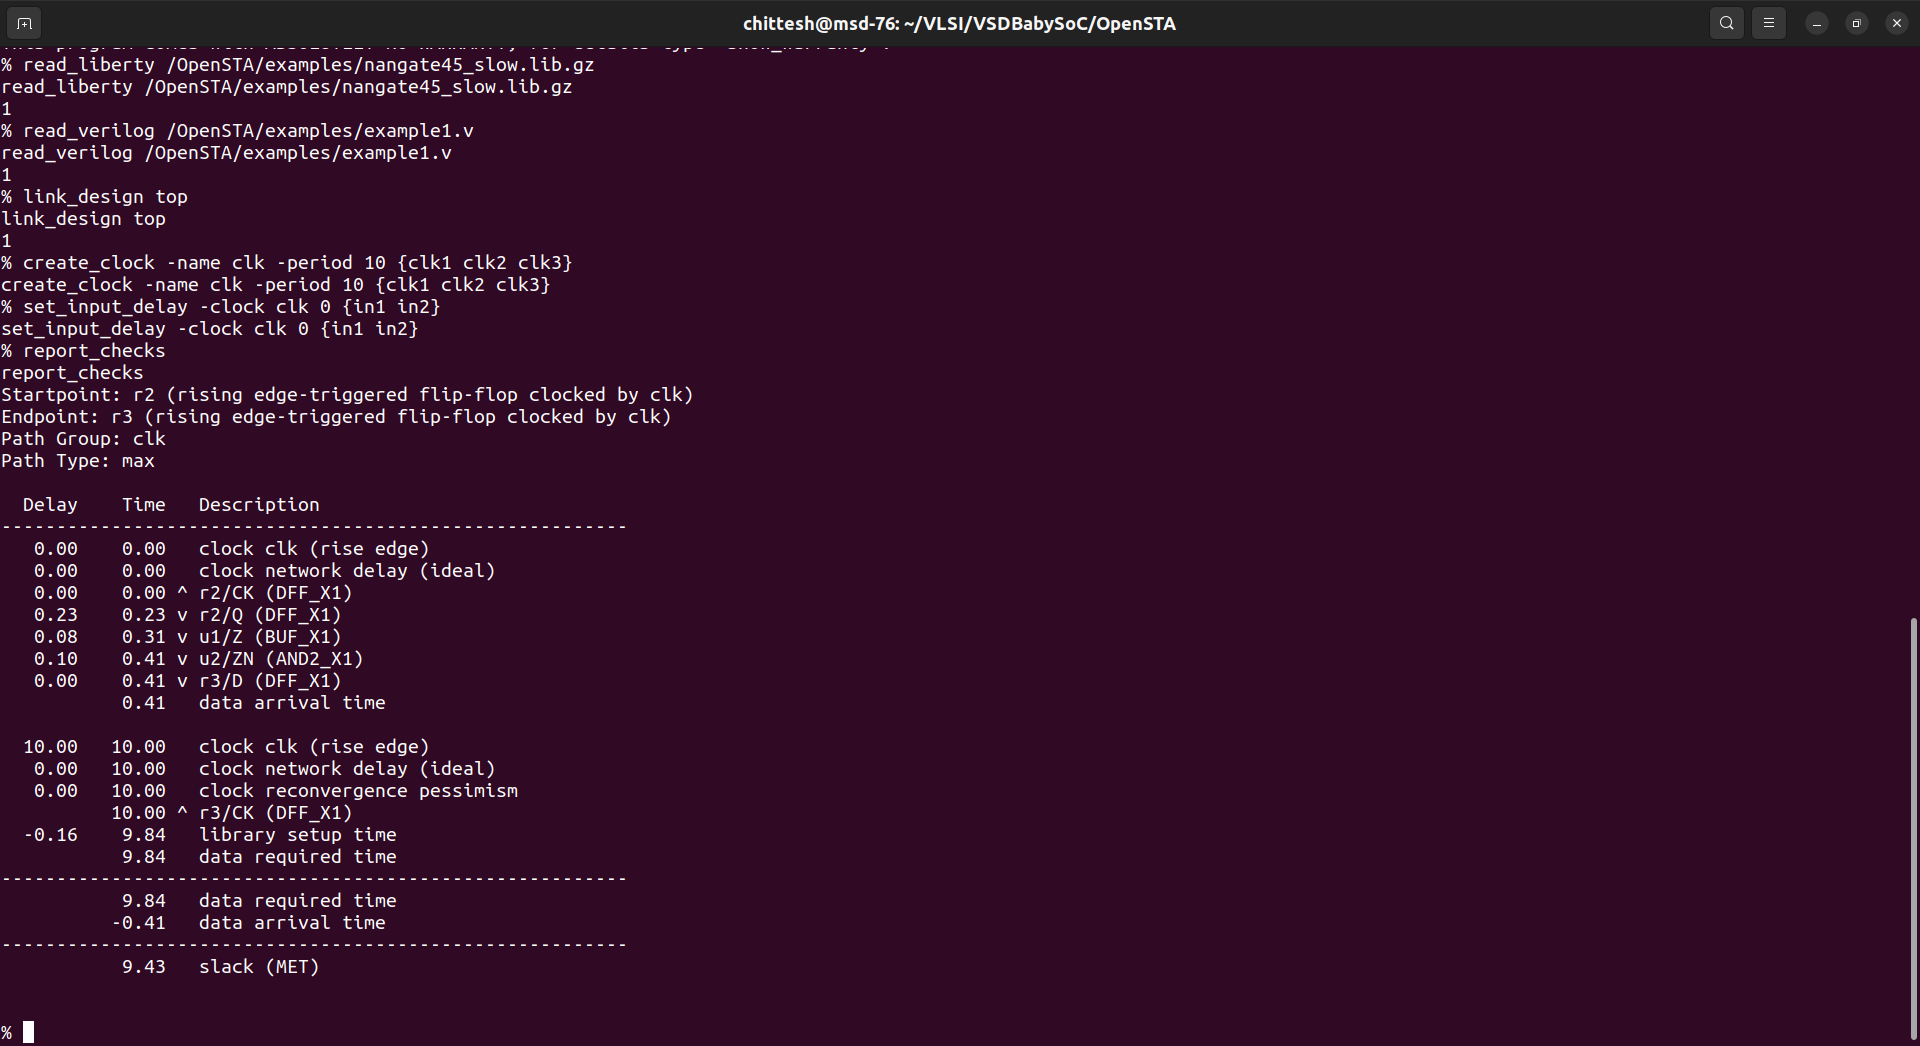 chittesh@msd-76: ~/VLSI/VSDBabySoC/OpenSTA
% read_liberty /OpenSTA/examples/nangate45_slow.lib.gz
read_liberty /OpenSTA/examples/nangate45_slow.lib.gz
1
% read_verilog /OpenSTA/examples/example1.v
read_verilog /OpenSTA/examples/example1.v
1
% link_design top
link_design top
1
% create_clock -name clk -period 10 {clk1 clk2 clk3}
create_clock -name clk -period 10 {clk1 clk2 clk3}
% set_input_delay -clock clk 0 {in1 in2}
set_input_delay -clock clk 0 {in1 in2}
% report_checks
report_checks
Startpoint: r2 (rising edge-triggered flip-flop clocked by clk)
Endpoint: r3 (rising edge-triggered flip-flop clocked by clk)
Path Group: clk
Path Type: max
  Delay    Time   Description
---------------------------------------------------------
   0.00    0.00   clock clk (rise edge)
   0.00    0.00   clock network delay (ideal)
   0.00    0.00 ^ r2/CK (DFF_X1)
   0.23    0.23 v r2/Q (DFF_X1)
   0.08    0.31 v u1/Z (BUF_X1)
   0.10    0.41 v u2/ZN (AND2_X1)
   0.00    0.41 v r3/D (DFF_X1)
           0.41   data arrival time
  10.00   10.00   clock clk (rise edge)
   0.00   10.00   clock network delay (ideal)
   0.00   10.00   clock reconvergence pessimism
          10.00 ^ r3/CK (DFF_X1)
  -0.16    9.84   library setup time
           9.84   data required time
---------------------------------------------------------
           9.84   data required time
          -0.41   data arrival time
---------------------------------------------------------
           9.43   slack (MET)
%